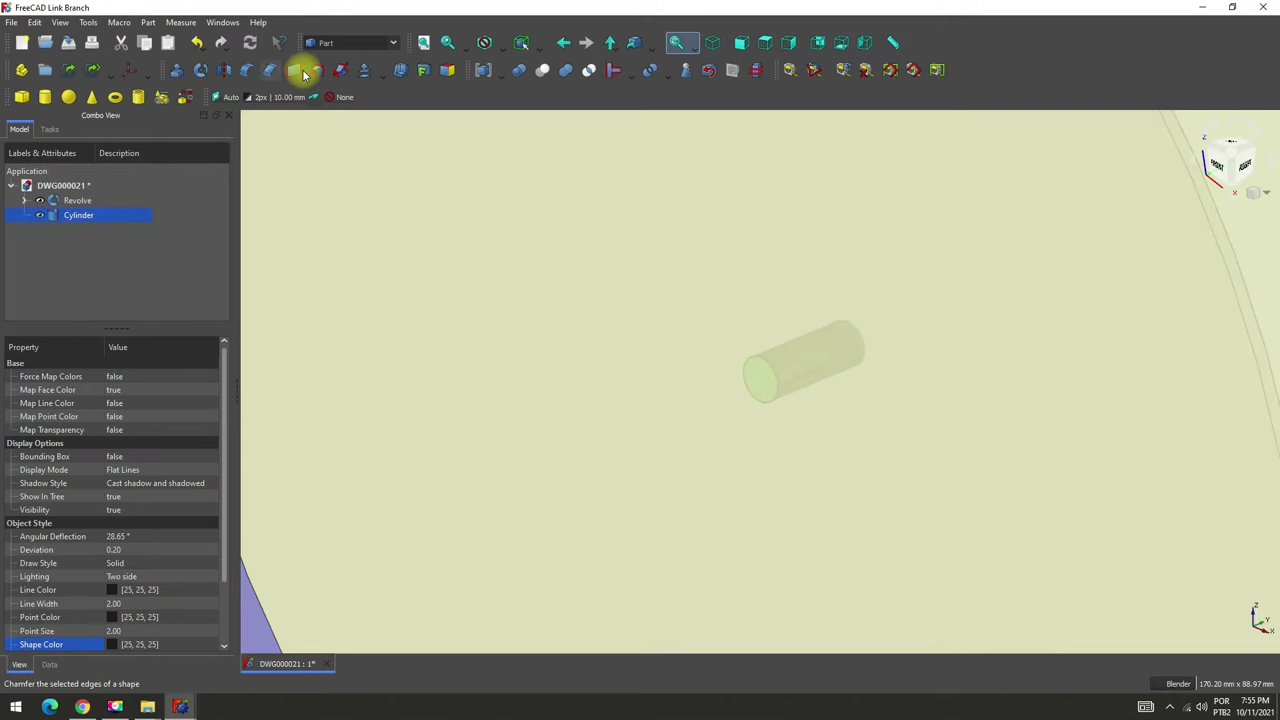 FreeCAD Link Branch
File Edit View Tools Macro Part Measure Windows Help
Part
Auto 2px | 10.00 mm None
Combo View
Model Tasks
Labels & Attributes Description
Application
DWG000021 *
Revolve
Cylinder
Property Value
Base
Force Map Colors false
Map Face Color true
Map Line Color false
Map Point Color false
Map Transparency false
Display Options
Bounding Box false
Display Mode Flat Lines
Shadow Style Cast shadow and shadowed
Show In Tree true
Visibility true
Object Style
Angular Deflection 28.65 °
Deviation 0.20
Draw Style Solid
Lighting Two side
Line Color [25, 25, 25]
Line Width 2.00
Point Color [25, 25, 25]
Point Size 2.00
Shape Color [25, 25, 25]
View Data
Z
FRONT
X
Z
Y
X
DWG000021 : 1*
Chamfer the selected edges of a shape
Blender 170.20 mm x 88.97 mm
POR 7:55 PM
PTB2 10/11/2021